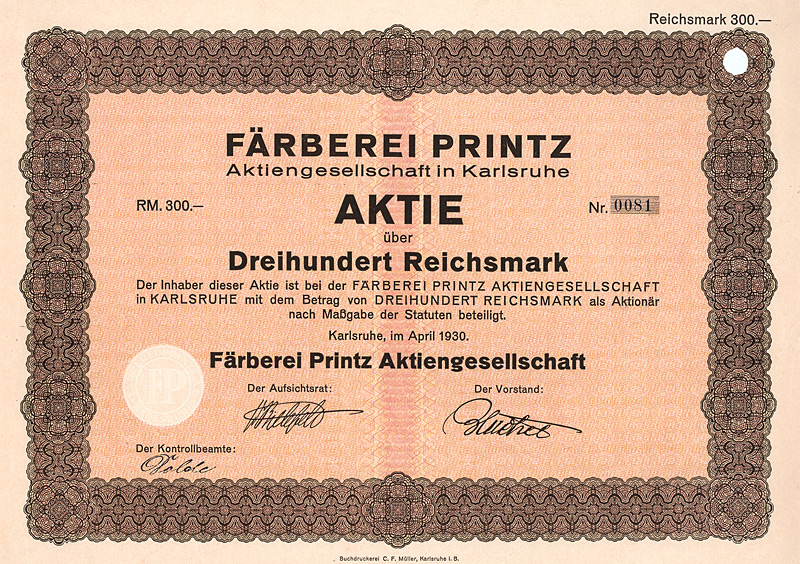 Reichsmark 300.—
FÄRBEREI PRINTZ
Aktiengesellschaft in Karlsruhe
RM. 300.—
AKTIE
Nr. 0081
über
Dreihundert Reichsmark
Der Inhaber dieser Aktie ist bei der FÄRBEREI PRINTZ AKTIENGESELLSCHAFT
in KARLSRUHE mit dem Betrag von DREIHUNDERT REICHSMARK als Aktionär
nach Maßgabe der Statuten beteiligt.
Karlsruhe, im April 1930.
Färberei Printz Aktiengesellschaft
FP
Der Aufsichtsrat:
Der Vorstand:
Der Kontrollbeamte:
Buchdruckerei C. F. Müller, Karlsruhe i. B.